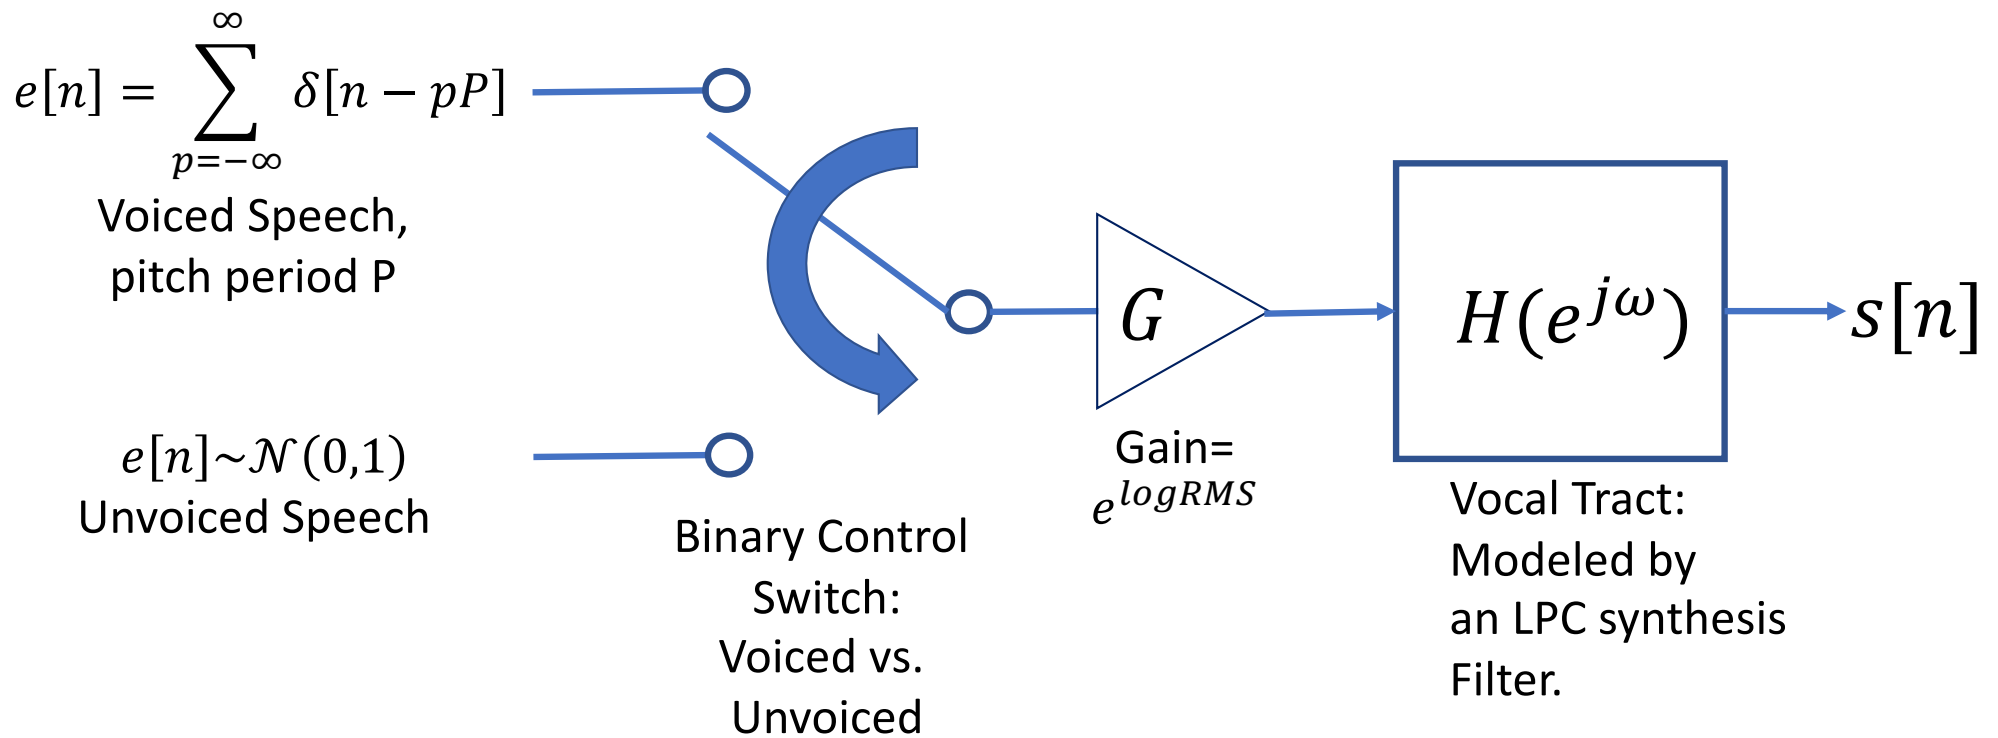 e[n] = ∑_{p=−∞}^{∞} δ[n − pP]
Voiced Speech,
pitch period P
e[n]~𝒩(0,1)
Unvoiced Speech
Binary Control
Switch:
Voiced vs.
Unvoiced
G
Gain=
e^{logRMS}
H(e^{jω})
Vocal Tract:
Modeled by
an LPC synthesis
Filter.
s[n]